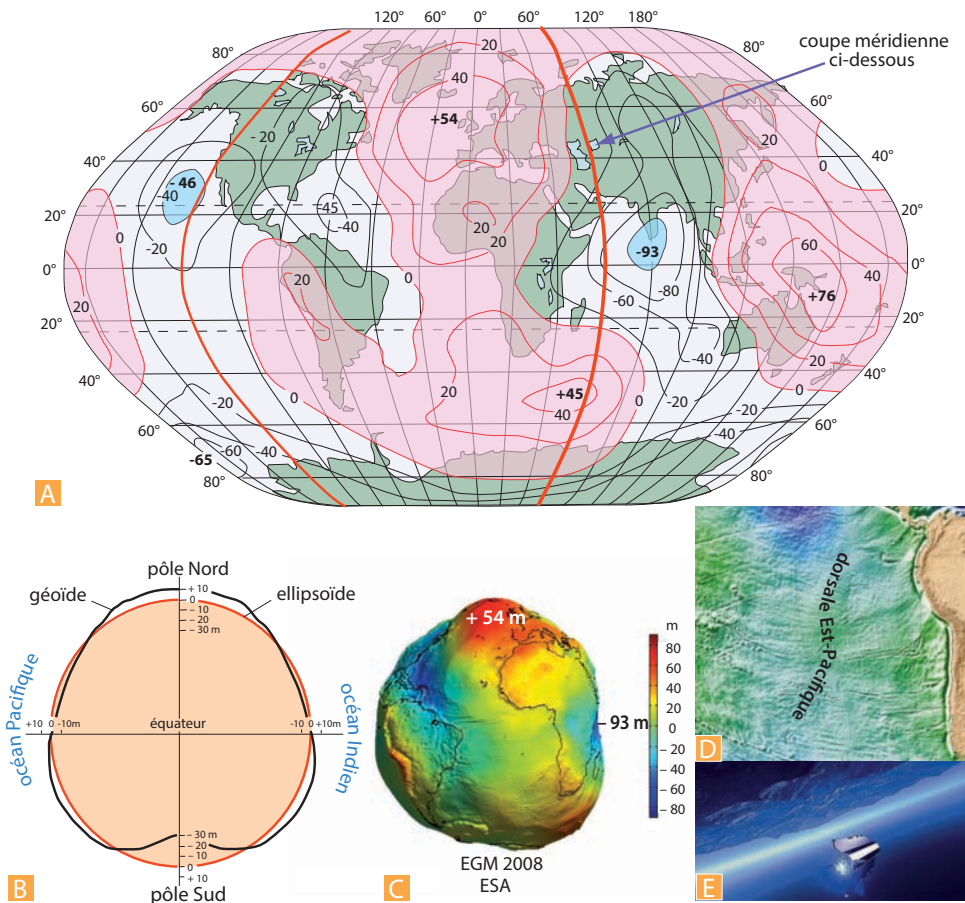 120° 60° 0° 60° 120° 180°
80° 20 80°
coupe méridienne
ci-dessous
40
60° +54 60°
-20 20
40° 0 40°
- 46
-40 -45
20° -40 20 20°
0 -20 20 -93 60
0° 20 0 -60 -80 40 0°
20 +76
20° 20°
-40 20
40° 0 20 +45 0 -20 0 40°
-20 40 -20
60° -40 60°
-60 -40 -40
-65
80° 80°
A
pôle Nord
+ 10
0
- 10
- 20
- 30 m
géoïde
ellipsoïde
océan Pacifique
océan Indien
+10 0 -10m
équateur
-10 0 +10m
- 30 m
- 20
- 10
0
+ 10
pôle Sud
B
+ 54 m
- 93 m
m
80
60
40
20
0
- 20
- 40
- 60
- 80
EGM 2008
ESA
C
dorsale Est-Pacifique
D
E